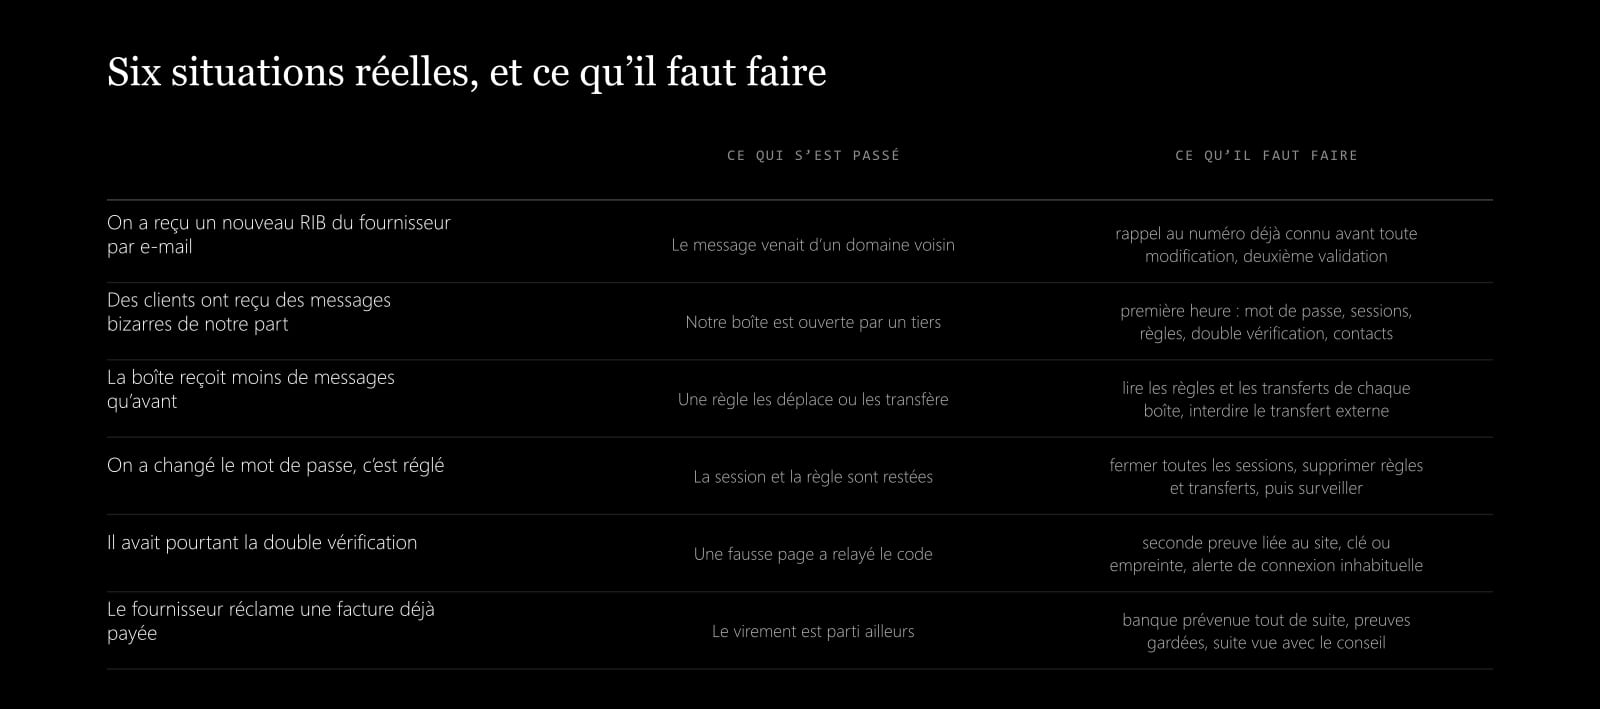 Six situations réelles, et ce qu’il faut faire
CE QUI S’EST PASSÉ
CE QU’IL FAUT FAIRE
On a reçu un nouveau RIB du fournisseur
par e-mail
Le message venait d’un domaine voisin
rappel au numéro déjà connu avant toute
modification, deuxième validation
Des clients ont reçu des messages
bizarres de notre part
Notre boîte est ouverte par un tiers
première heure : mot de passe, sessions,
règles, double vérification, contacts
La boîte reçoit moins de messages
qu’avant
Une règle les déplace ou les transfère
lire les règles et les transferts de chaque
boîte, interdire le transfert externe
On a changé le mot de passe, c’est réglé
La session et la règle sont restées
fermer toutes les sessions, supprimer règles
et transferts, puis surveiller
Il avait pourtant la double vérification
Une fausse page a relayé le code
seconde preuve liée au site, clé ou
empreinte, alerte de connexion inhabituelle
Le fournisseur réclame une facture déjà
payée
Le virement est parti ailleurs
banque prévenue tout de suite, preuves
gardées, suite vue avec le conseil